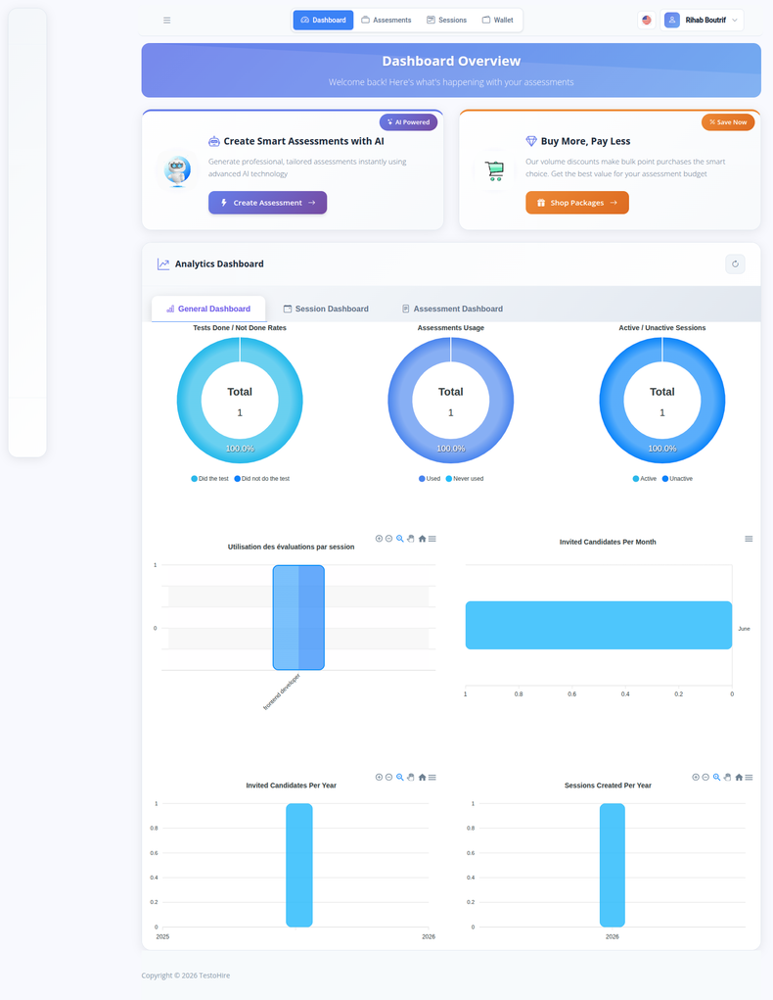 Dashboard
Assesments
Sessions
Wallet
Rihab Boutrif
Dashboard Overview
Welcome back! Here's what's happening with your assessments
AI Powered
Create Smart Assessments with AI
Generate professional, tailored assessments instantly using
advanced AI technology
Create Assessment
Save Now
Buy More, Pay Less
Our volume discounts make bulk point purchases the smart
choice. Get the best value for your assessment budget
Shop Packages
Analytics Dashboard
General Dashboard
Session Dashboard
Assessment Dashboard
Tests Done / Not Done Rates
Total
1
100.0%
Did the test
Did not do the test
Assessments Usage
Total
1
100.0%
Used
Never used
Active / Unactive Sessions
Total
1
100.0%
Active
Unactive
Utilisation des évaluations par session
1
0
frontend developer
Invited Candidates Per Month
June
1 0.8 0.6 0.4 0.2 0
Invited Candidates Per Year
1
0.8
0.6
0.4
0.2
0
2025 2026
Sessions Created Per Year
1
0.8
0.6
0.4
0.2
0
2026
Copyright © 2026 TestoHire